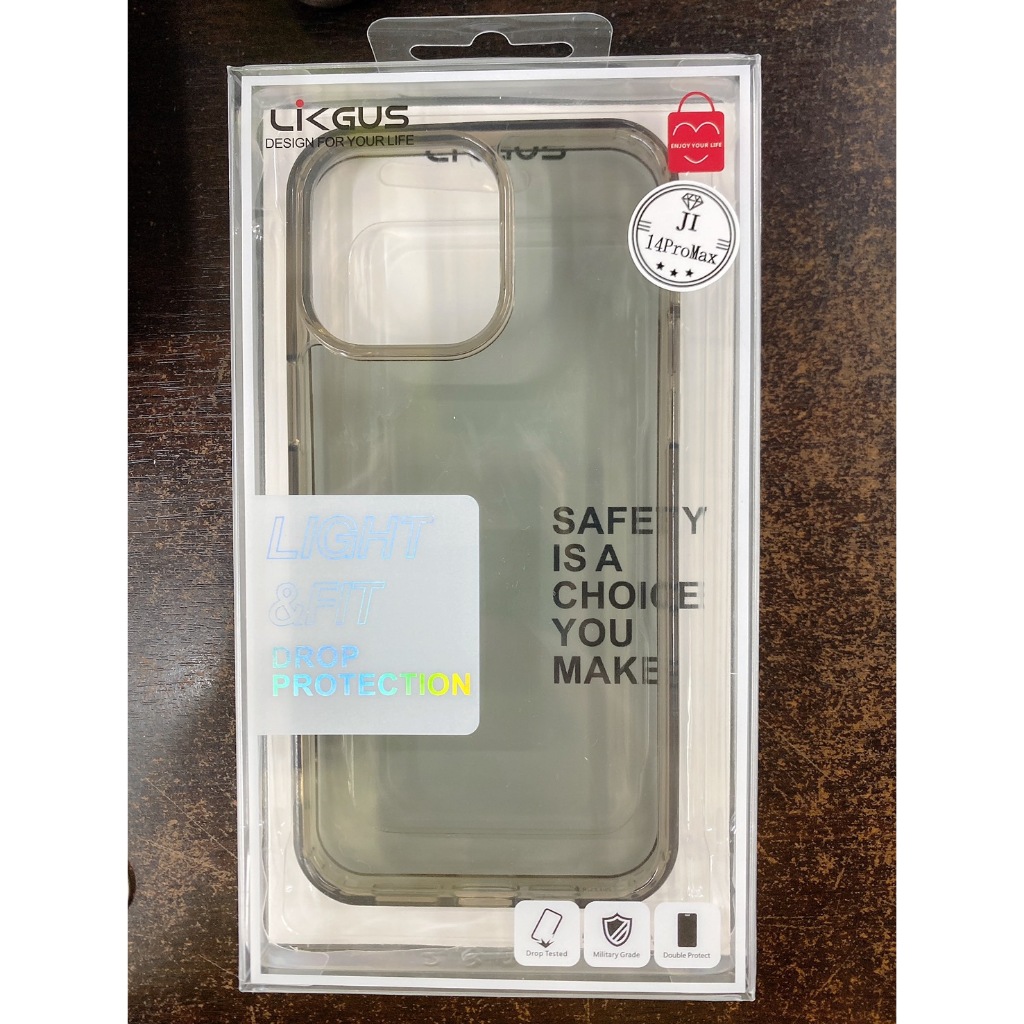 LIKGUS
DESIGN FOR YOUR LIFE
LIKGUS
ENJOY YOUR LIFE
JI
14ProMax
LIGHT
&FIT
DROP
PROTECTION
SAFETY
IS A
CHOICE
YOU
MAKE
Drop Tested
Military Grade
Double Protect